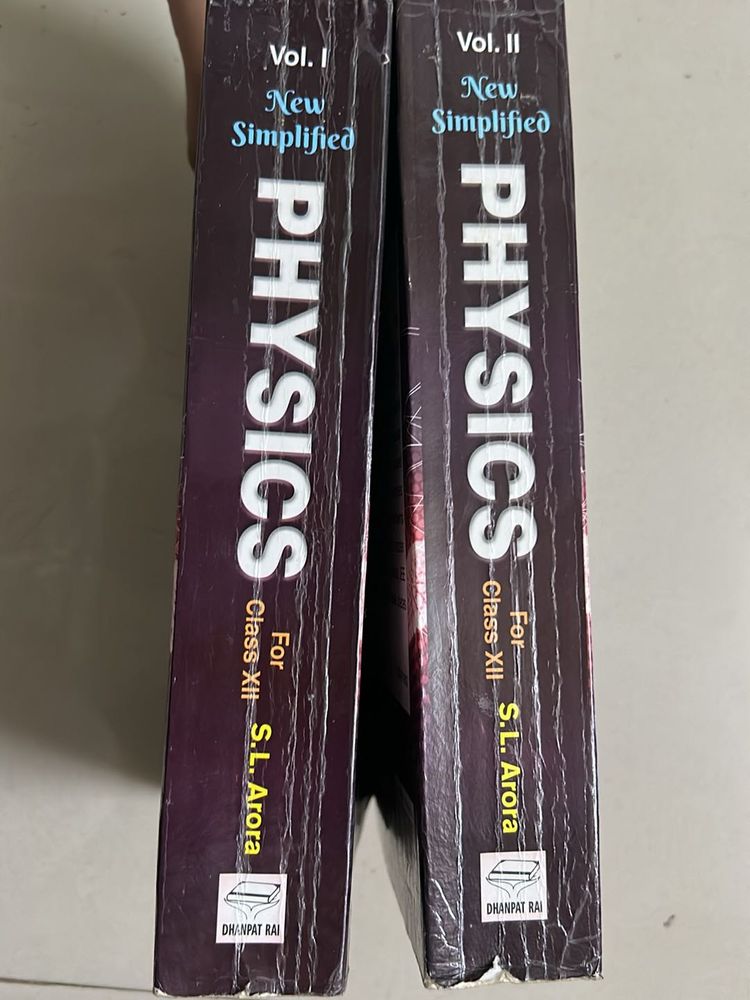 Vol. I
New
Simplified
PHYSICS
For
Class XII
S.L. Arora
DHANPAT RAI
Vol. II
New
Simplified
PHYSICS
For
Class XII
S.L. Arora
DHANPAT RAI